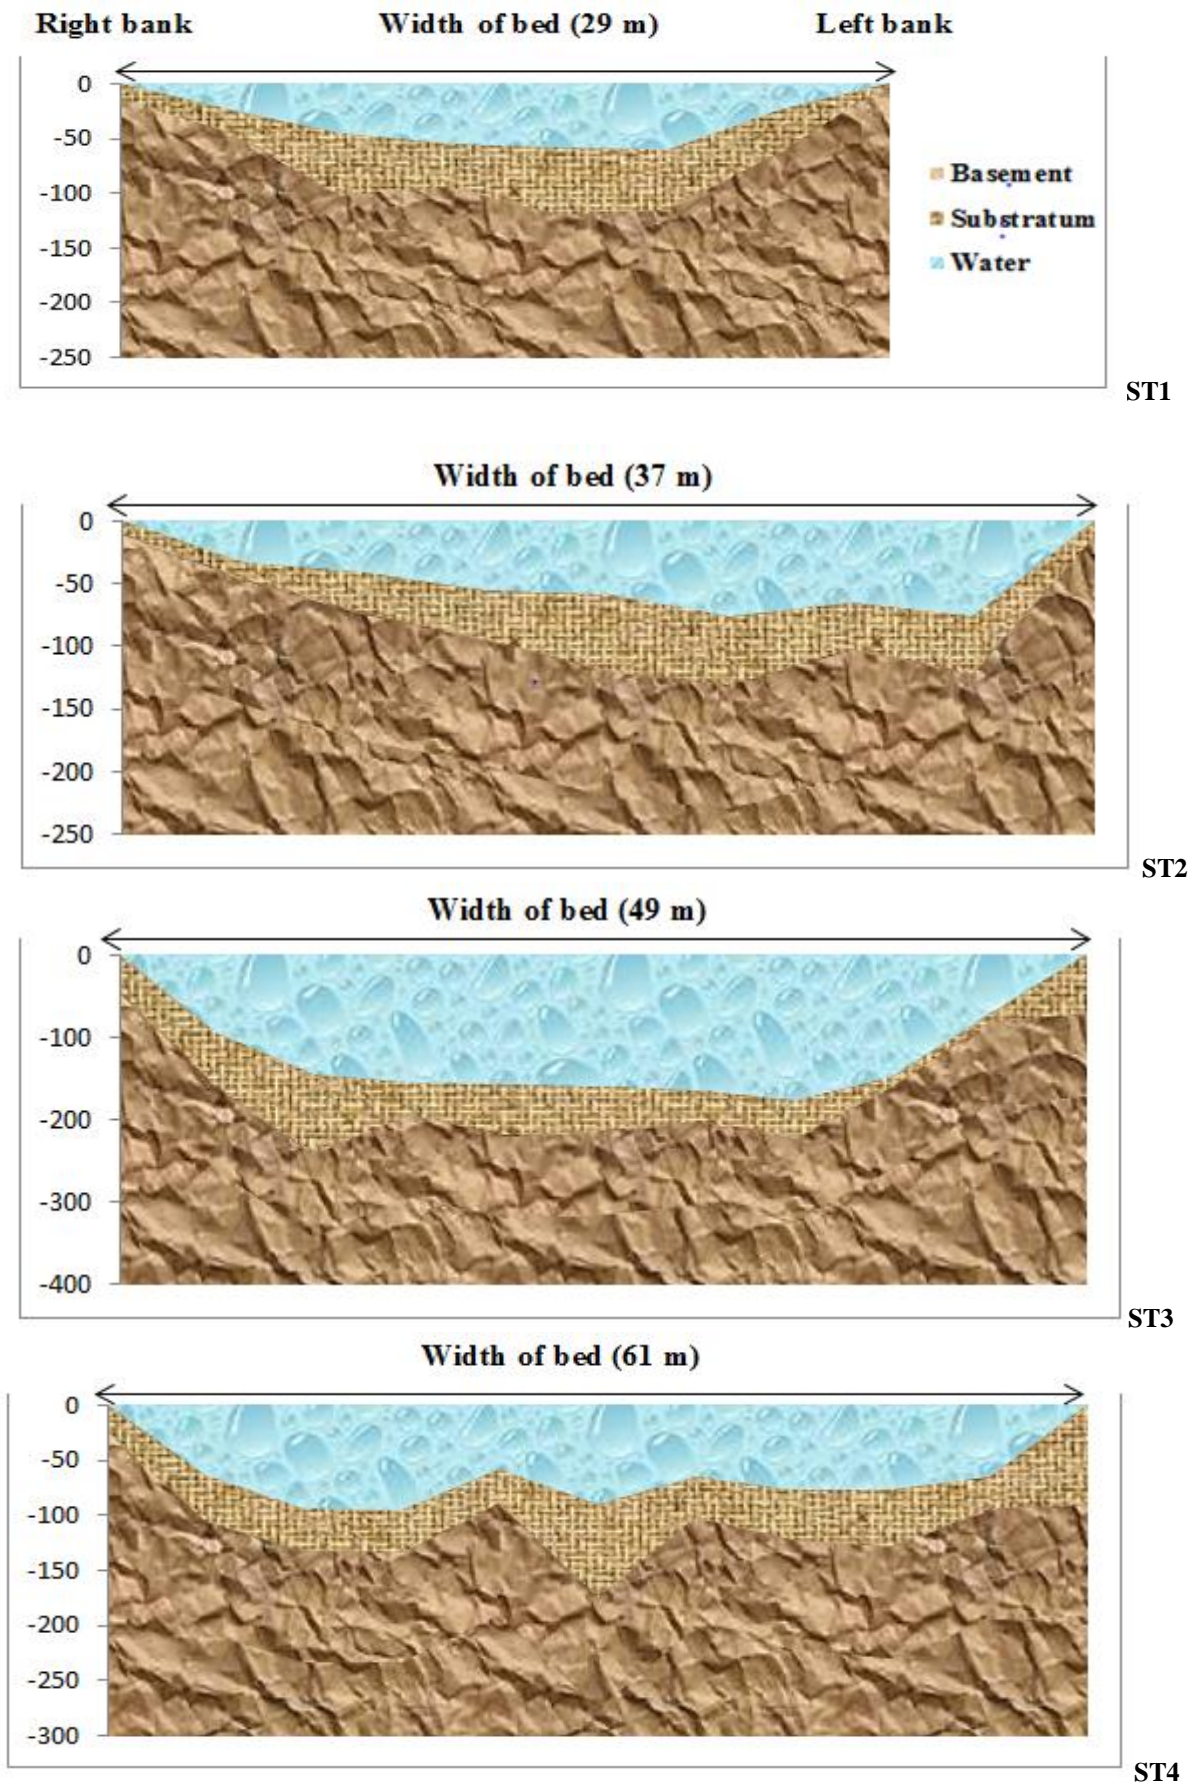 Right bank Width of bed (29 m) Left bank
0
-50
-100
-150
-200
-250
Basement
Substratum
Water
ST1
Width of bed (37 m)
0
-50
-100
-150
-200
-250
ST2
Width of bed (49 m)
0
-100
-200
-300
-400
ST3
Width of bed (61 m)
0
-50
-100
-150
-200
-250
-300
ST4